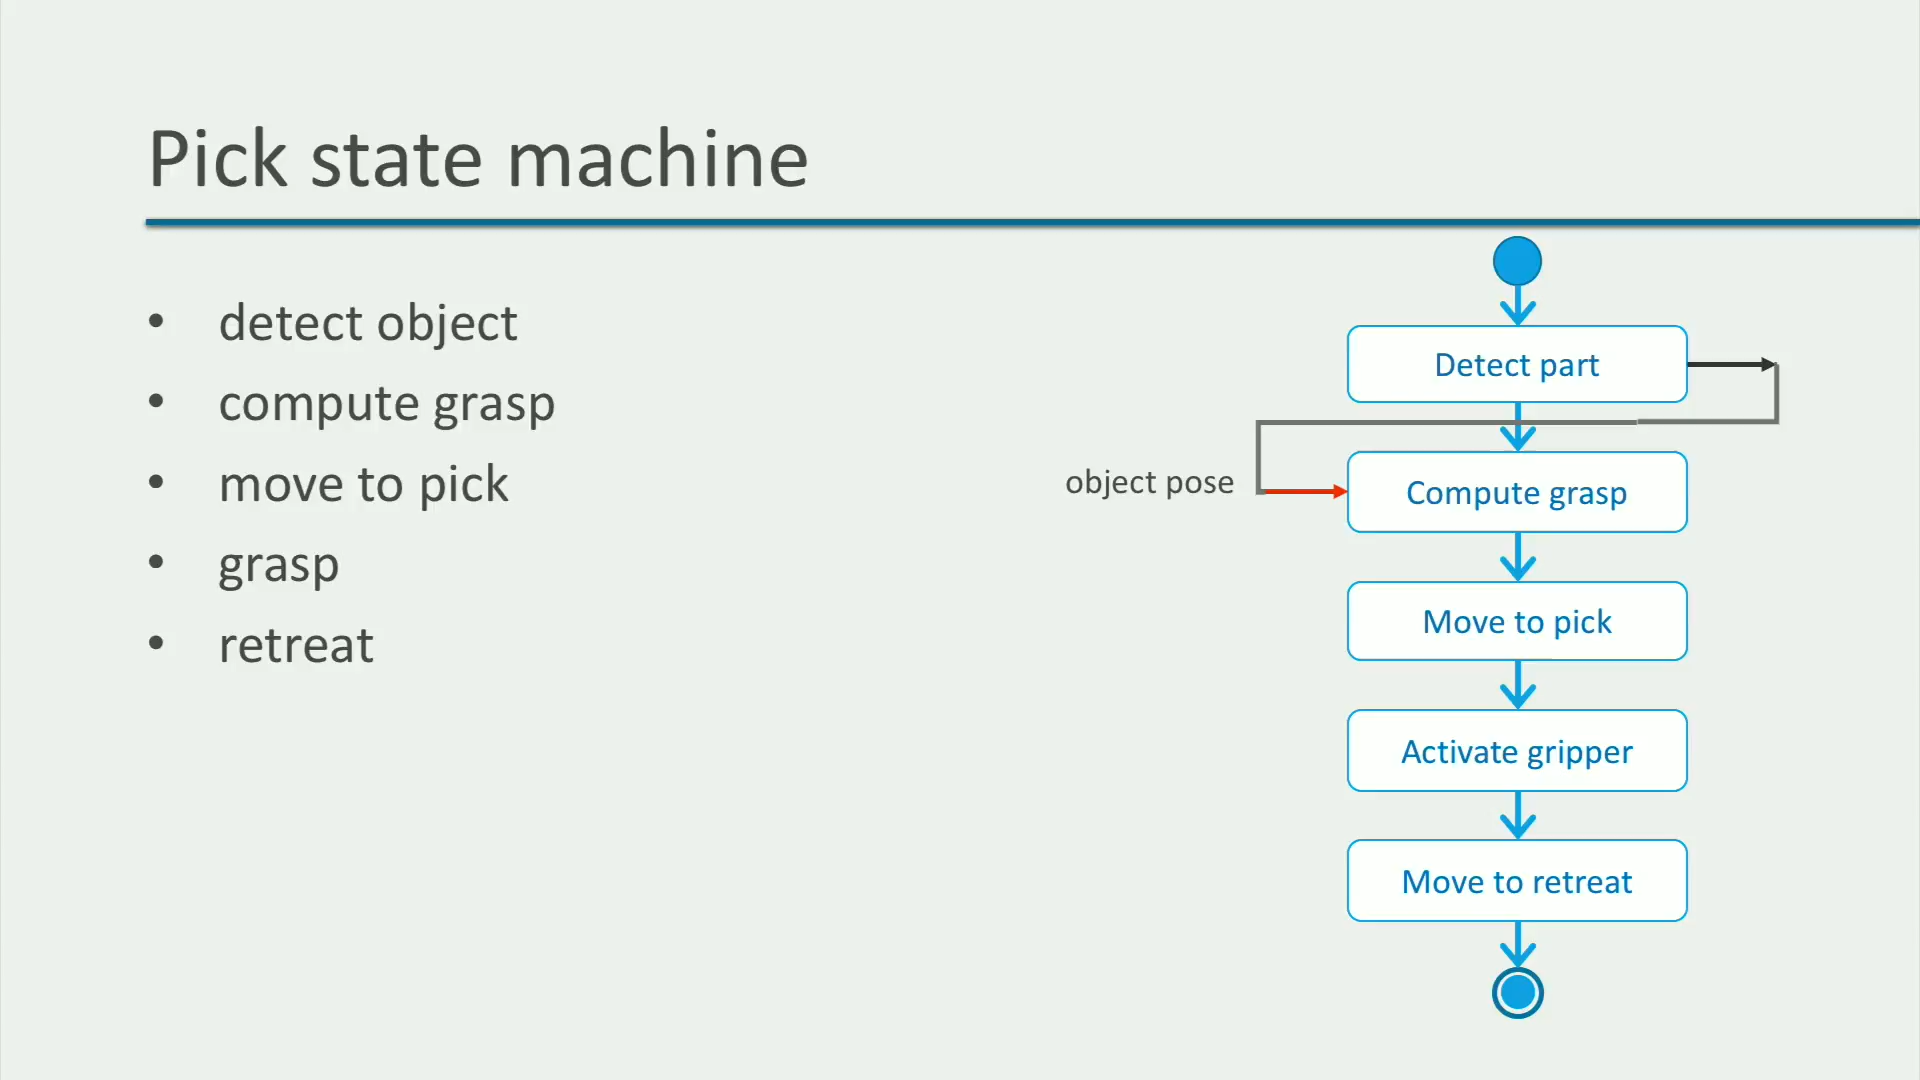 Pick state machine
• detect object
• compute grasp
• move to pick
• grasp
• retreat
Detect part
object pose
Compute grasp
Move to pick
Activate gripper
Move to retreat